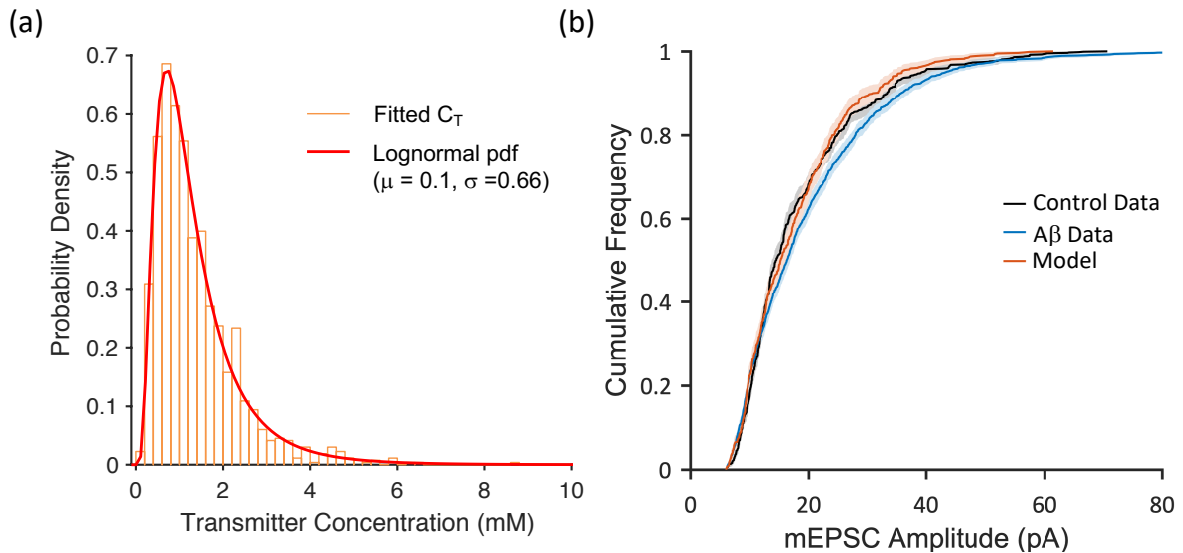 (a)
0.7
0.6
0.5
0.4
0.3
0.2
0.1
0
Probability Density
Fitted C_T
Lognormal pdf
(μ = 0.1, σ =0.66)
0 2 4 6 8 10
Transmitter Concentration (mM)
(b)
1
0.8
0.6
0.4
0.2
0
Cumulative Frequency
Control Data
Aβ Data
Model
0 20 40 60 80
mEPSC Amplitude (pA)